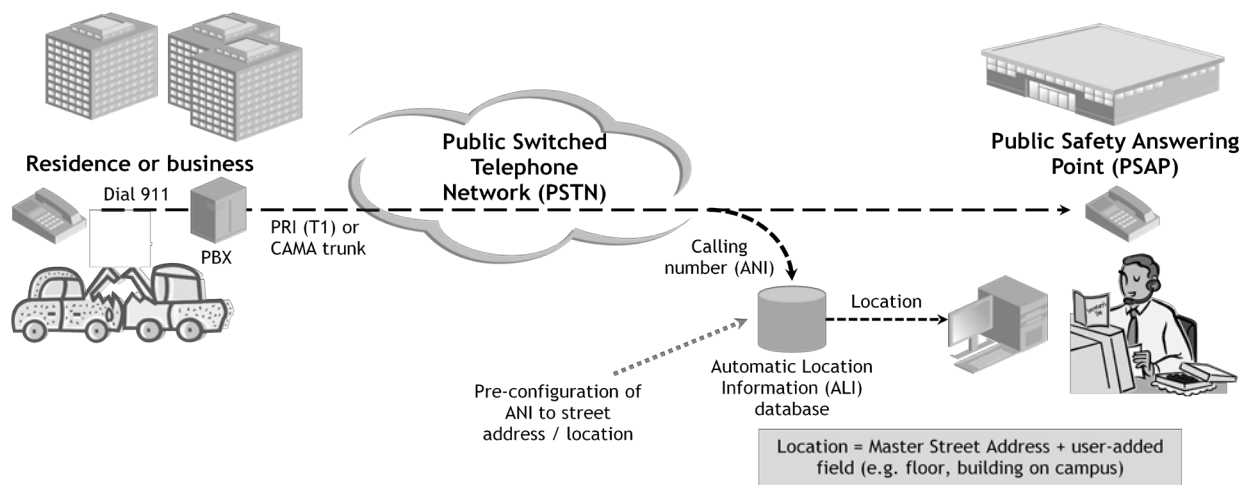 Residence or business
Dial 911
PBX
PRI (T1) or
CAMA trunk
Public Switched
Telephone
Network (PSTN)
Public Safety Answering
Point (PSAP)
Calling
number (ANI)
Location
Automatic Location
Information (ALI)
database
Pre-configuration of
ANI to street
address / location
Location = Master Street Address + user-added
field (e.g. floor, building on campus)